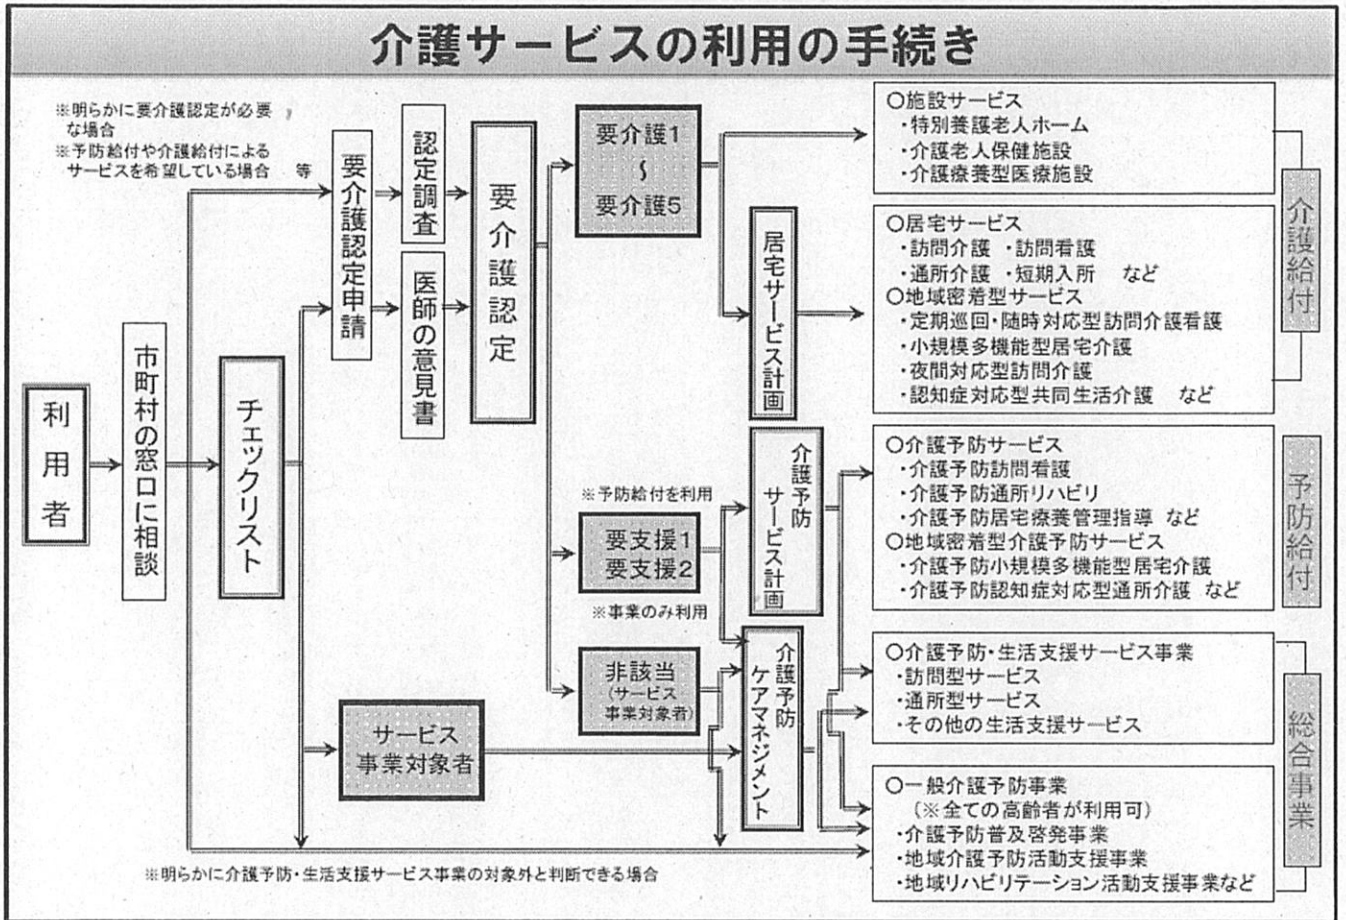 介護サービスの利用の手続き
※明らかに要介護認定が必要
な場合
※予防給付や介護給付による
サービスを希望している場合 等
利用者
市町村の窓口に相談
チェックリスト
要介護認定申請
認定調査
医師の意見書
要介護認定
要介護1
〜
要介護5
※予防給付を利用
要支援1
要支援2
※事業のみ利用
非該当
(サービス
事業対象者)
サービス
事業対象者
居宅サービス計画
介護予防
サービス計画
介護予防
ケアマネジメント
○施設サービス
・特別養護老人ホーム
・介護老人保健施設
・介護療養型医療施設
○居宅サービス
・訪問介護 ・訪問看護
・通所介護 ・短期入所 など
○地域密着型サービス
・定期巡回・随時対応型訪問介護看護
・小規模多機能型居宅介護
・夜間対応型訪問介護
・認知症対応型共同生活介護 など
介護給付
○介護予防サービス
・介護予防訪問看護
・介護予防通所リハビリ
・介護予防居宅療養管理指導 など
○地域密着型介護予防サービス
・介護予防小規模多機能型居宅介護
・介護予防認知症対応型通所介護 など
予防給付
○介護予防・生活支援サービス事業
・訪問型サービス
・通所型サービス
・その他の生活支援サービス
○一般介護予防事業
(※全ての高齢者が利用可)
・介護予防普及啓発事業
・地域介護予防活動支援事業
・地域リハビリテーション活動支援事業など
総合事業
※明らかに介護予防・生活支援サービス事業の対象外と判断できる場合